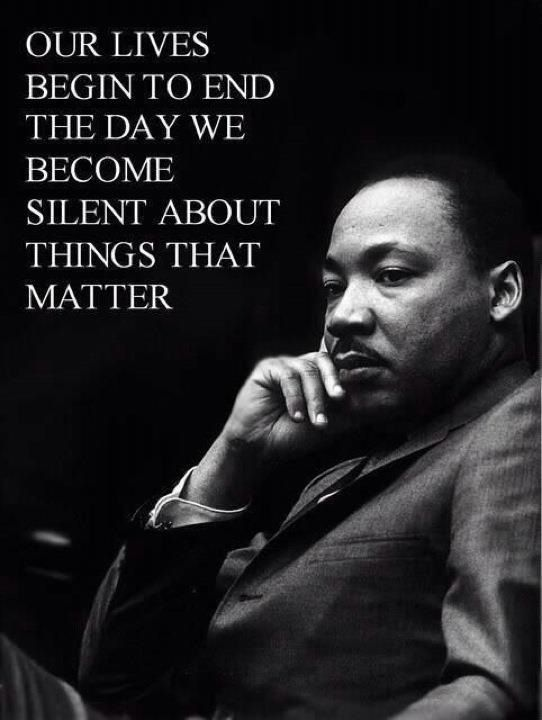 OUR LIVES
BEGIN TO END
THE DAY WE
BECOME
SILENT ABOUT
THINGS THAT
MATTER